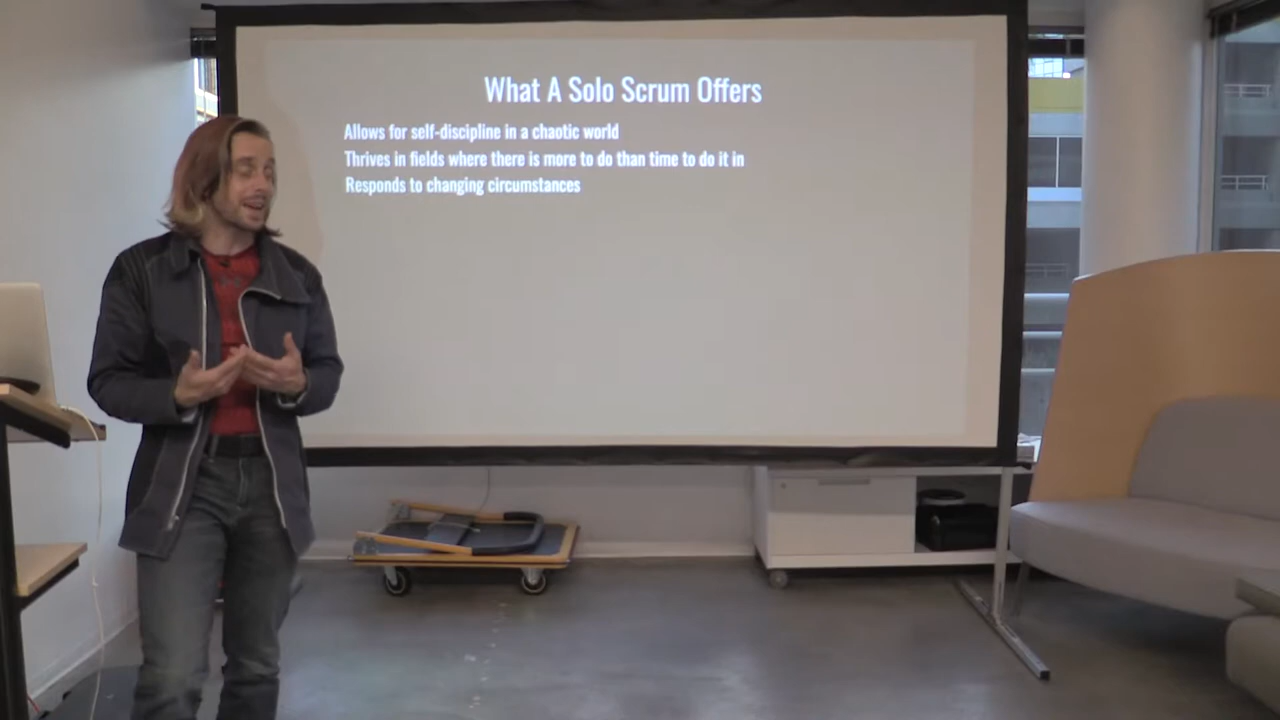 What A Solo Scrum Offers
Allows for self-discipline in a chaotic world
Thrives in fields where there is more to do than time to do it in
Responds to changing circumstances